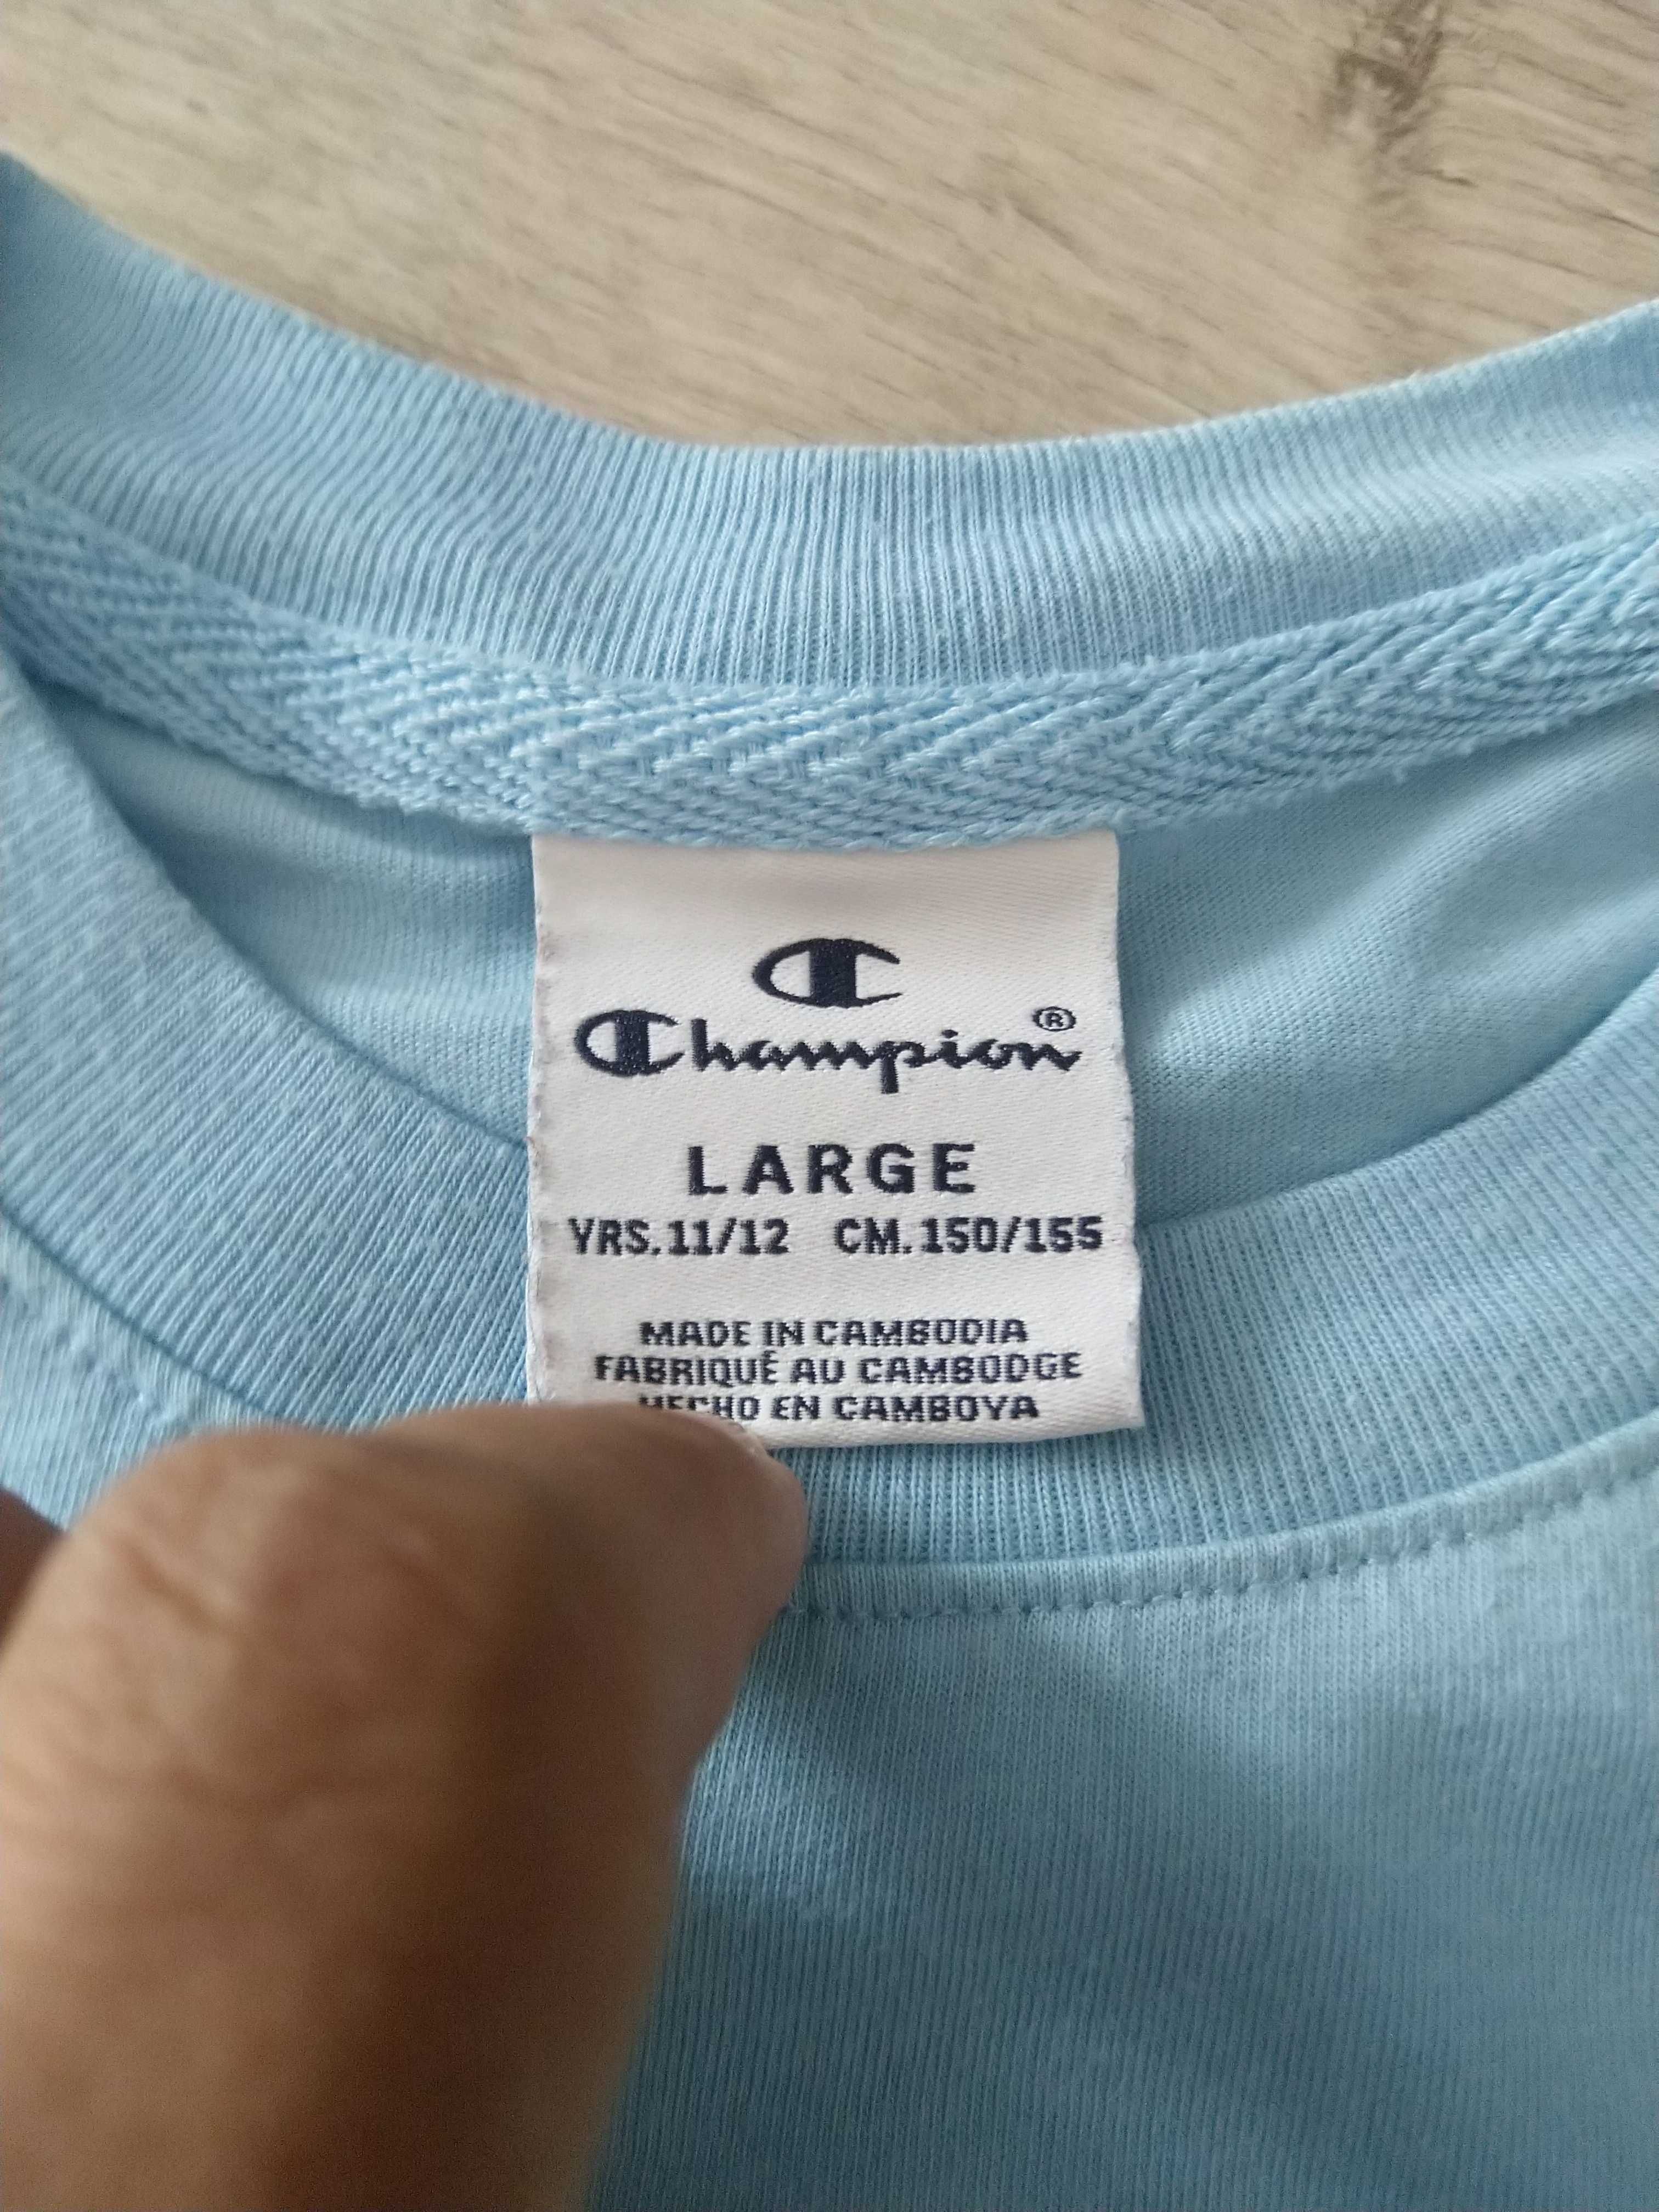 Champion®
LARGE
YRS. 11/12 CM. 150/155
MADE IN CAMBODIA
FABRIQUÉ AU CAMBODGE
HECHO EN CAMBOYA